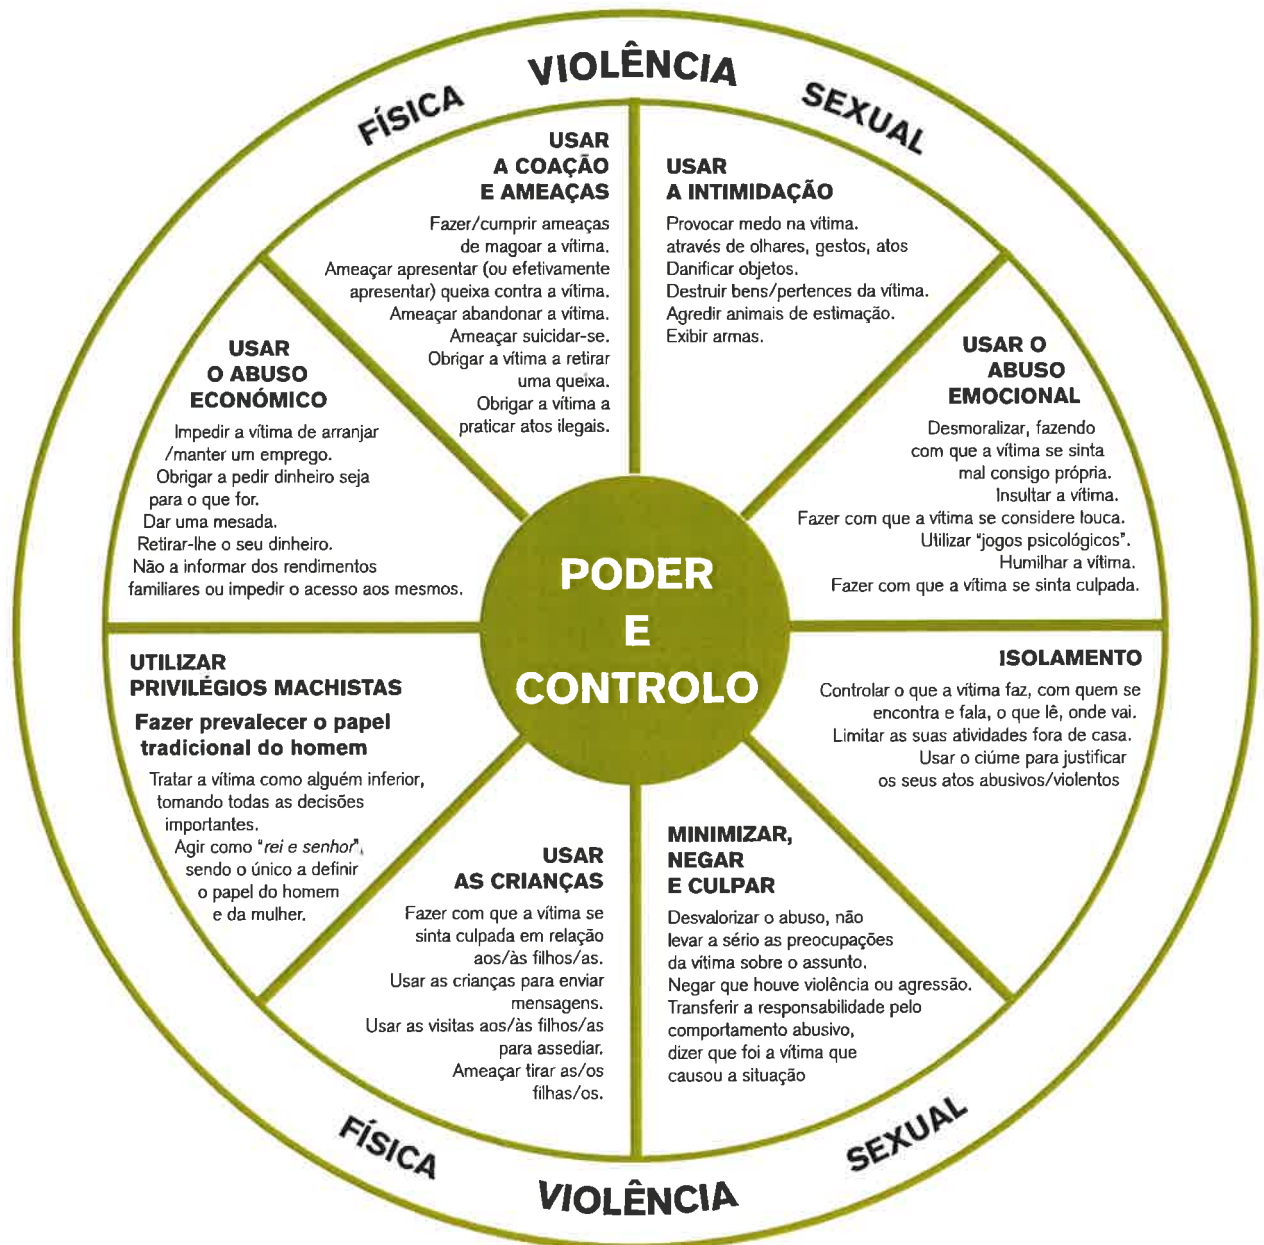 VIOLÊNCIA
FÍSICA
SEXUAL
USAR
A COAÇÃO
E AMEAÇAS
Fazer/cumprir ameaças
de magoar a vítima.
Ameaçar apresentar (ou efetivamente
apresentar) queixa contra a vítima.
Ameaçar abandonar a vítima.
Ameaçar suicidar-se.
Obrigar a vítima a retirar
uma queixa.
Obrigar a vítima a
praticar atos ilegais.
USAR
A INTIMIDAÇÃO
Provocar medo na vítima.
através de olhares, gestos, atos
Danificar objetos.
Destruir bens/pertences da vítima.
Agredir animais de estimação.
Exibir armas.
USAR O
ABUSO
EMOCIONAL
Desmoralizar, fazendo
com que a vítima se sinta
mal consigo própria.
Insultar a vítima.
Fazer com que a vítima se considere louca.
Utilizar "jogos psicológicos".
Humilhar a vítima.
Fazer com que a vítima se sinta culpada.
ISOLAMENTO
Controlar o que a vítima faz, com quem se
encontra e fala, o que lê, onde vai.
Limitar as suas atividades fora de casa.
Usar o ciúme para justificar
os seus atos abusivos/violentos
MINIMIZAR,
NEGAR
E CULPAR
Desvalorizar o abuso, não
levar a sério as preocupações
da vítima sobre o assunto.
Negar que houve violência ou agressão.
Transferir a responsabilidade pelo
comportamento abusivo,
dizer que foi a vítima que
causou a situação
USAR
AS CRIANÇAS
Fazer com que a vítima se
sinta culpada em relação
aos/às filhos/as.
Usar as crianças para enviar
mensagens.
Usar as visitas aos/às filhos/as
para assediar.
Ameaçar tirar as/os
filhas/os.
UTILIZAR
PRIVILÉGIOS MACHISTAS
Fazer prevalecer o papel
tradicional do homem
Tratar a vítima como alguém inferior,
tomando todas as decisões
importantes.
Agir como "rei e senhor",
sendo o único a definir
o papel do homem
e da mulher.
USAR
O ABUSO
ECONÓMICO
Impedir a vítima de arranjar
/manter um emprego.
Obrigar a pedir dinheiro seja
para o que for.
Dar uma mesada.
Retirar-lhe o seu dinheiro.
Não a informar dos rendimentos
familiares ou impedir o acesso aos mesmos.
PODER
E
CONTROLO
FÍSICA
VIOLÊNCIA
SEXUAL